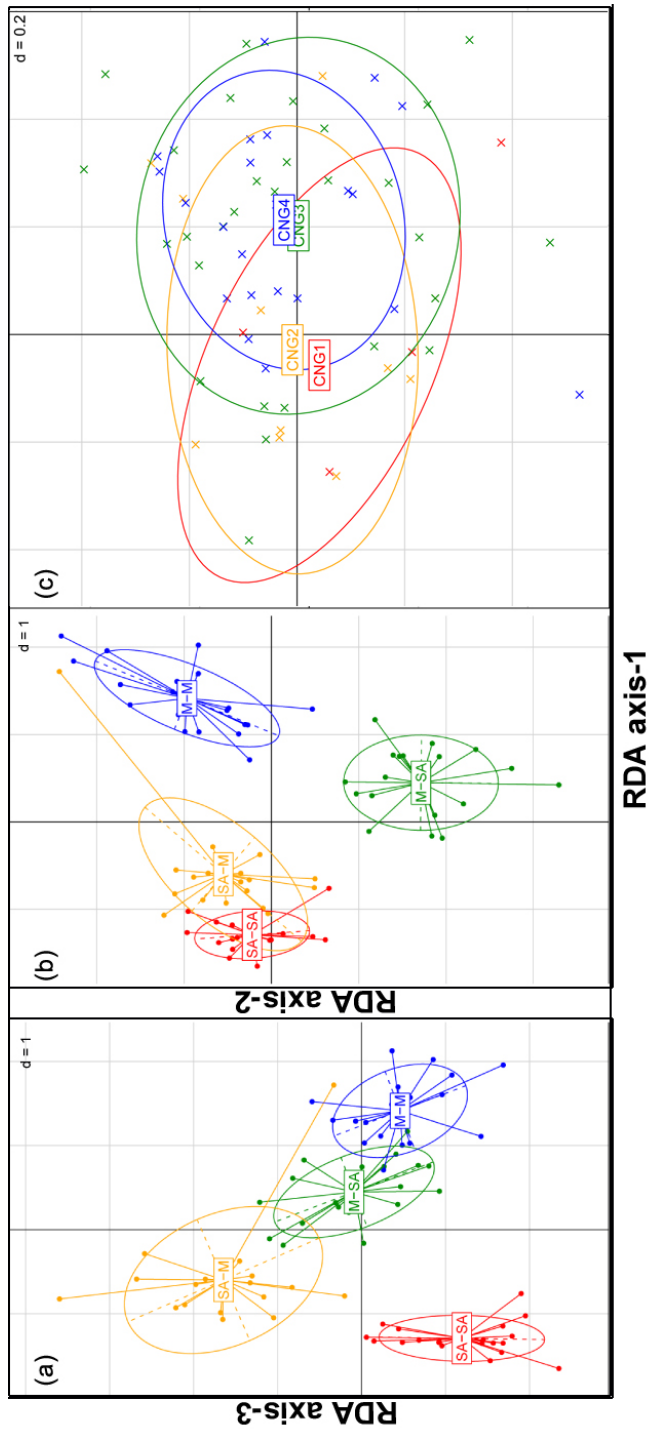 (a)
d = 1
SA-M
M-SA
M-M
SA-SA
RDA axis-3
(b)
d = 1
M-M
SA-M
SA-SA
M-SA
RDA axis-2
(c)
d = 0.2
CNG4
CNG3
CNG2
CNG1
RDA axis-1